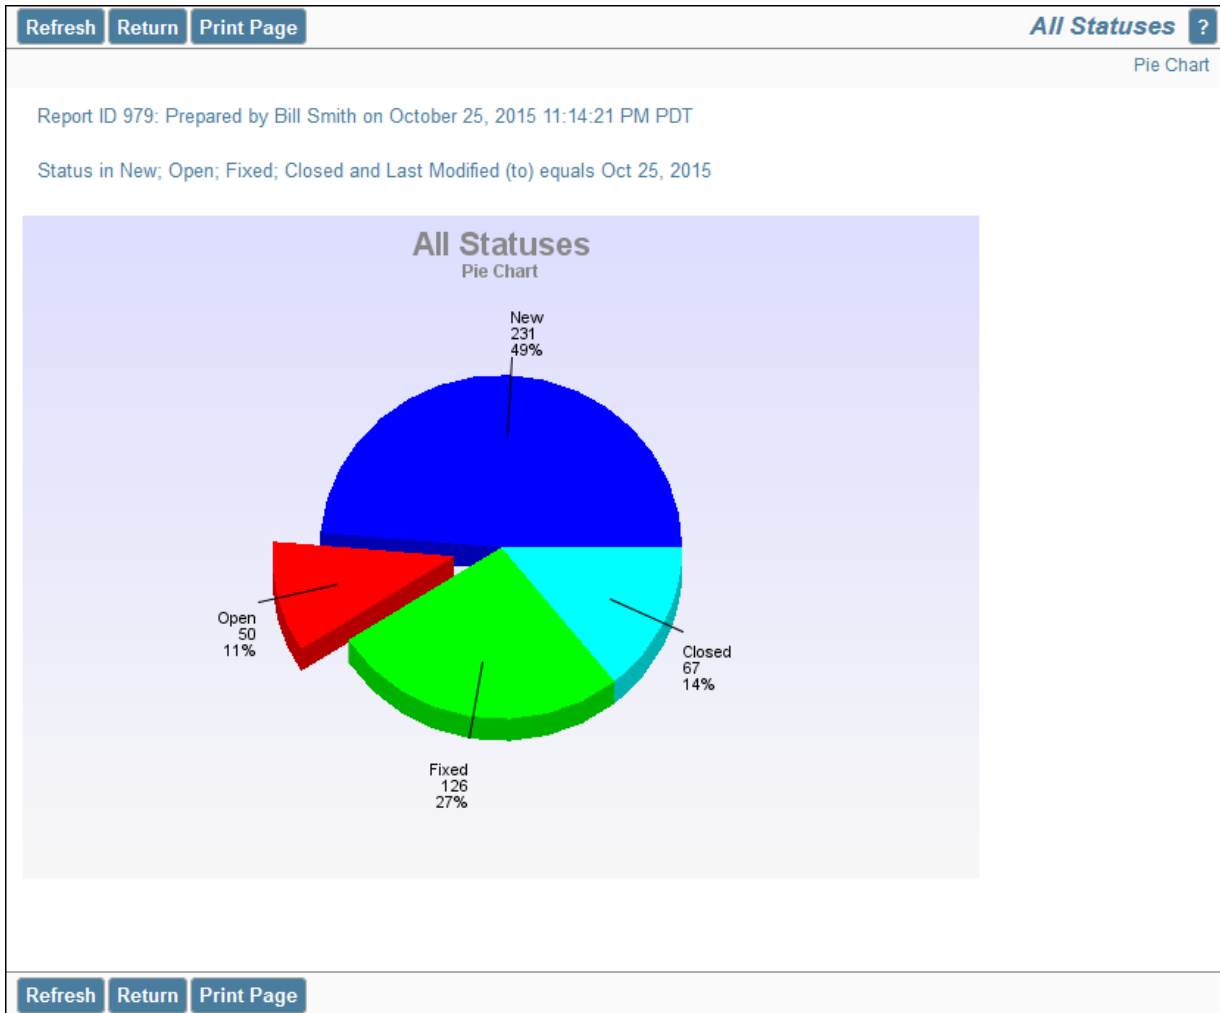 Refresh Return Print Page All Statuses ?
Pie Chart
Report ID 979: Prepared by Bill Smith on October 25, 2015 11:14:21 PM PDT
Status in New; Open; Fixed; Closed and Last Modified (to) equals Oct 25, 2015
All Statuses
Pie Chart
New
231
49%
Open
50
11%
Closed
67
14%
Fixed
126
27%
Refresh Return Print Page